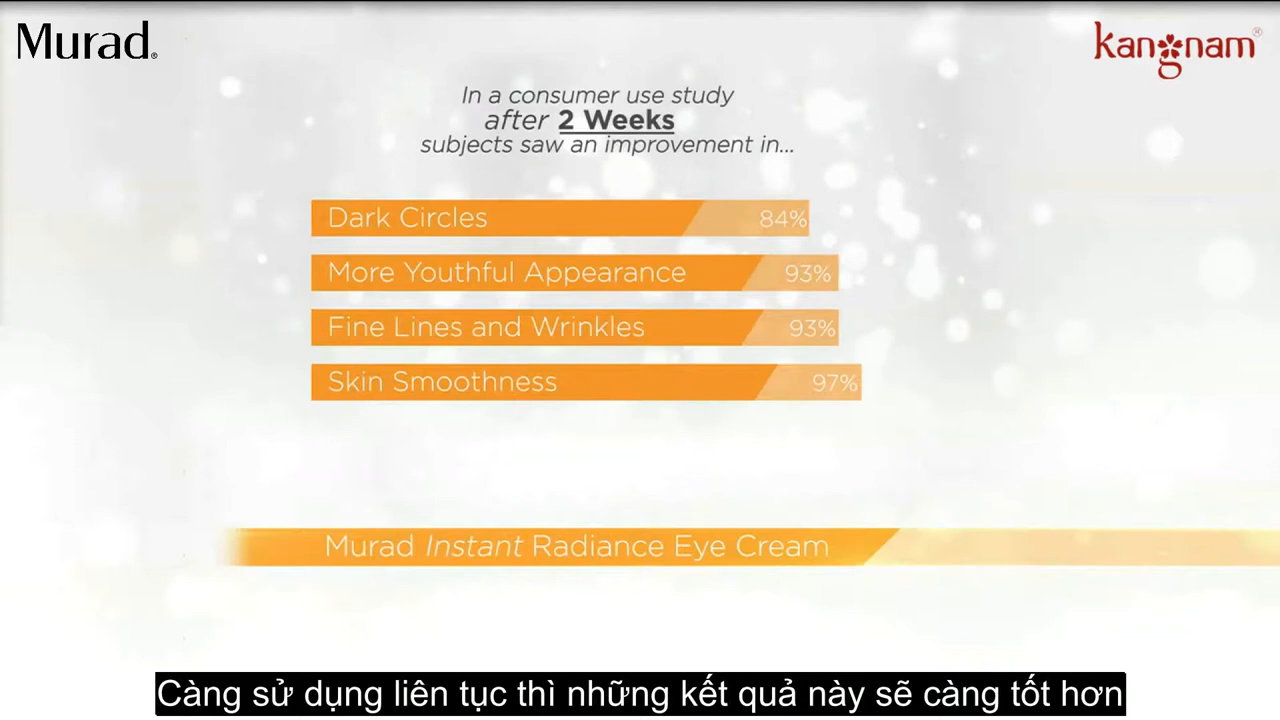 Murad®
kangnam®
In a consumer use study
after 2 Weeks
subjects saw an improvement in...
Dark Circles 84%
More Youthful Appearance 93%
Fine Lines and Wrinkles 93%
Skin Smoothness 97%
Murad Instant Radiance Eye Cream
Càng sử dụng liên tục thì những kết quả này sẽ càng tốt hơn